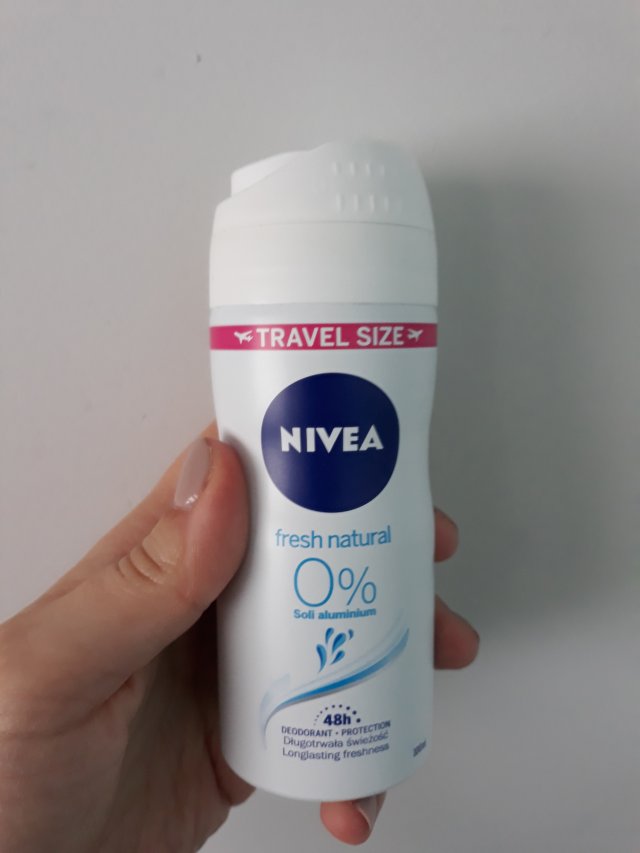 TRAVEL SIZE
NIVEA
fresh natural
0%
Soli aluminium
48h
DEODORANT • PROTECTION
Długotrwała świeżość
Longlasting freshness